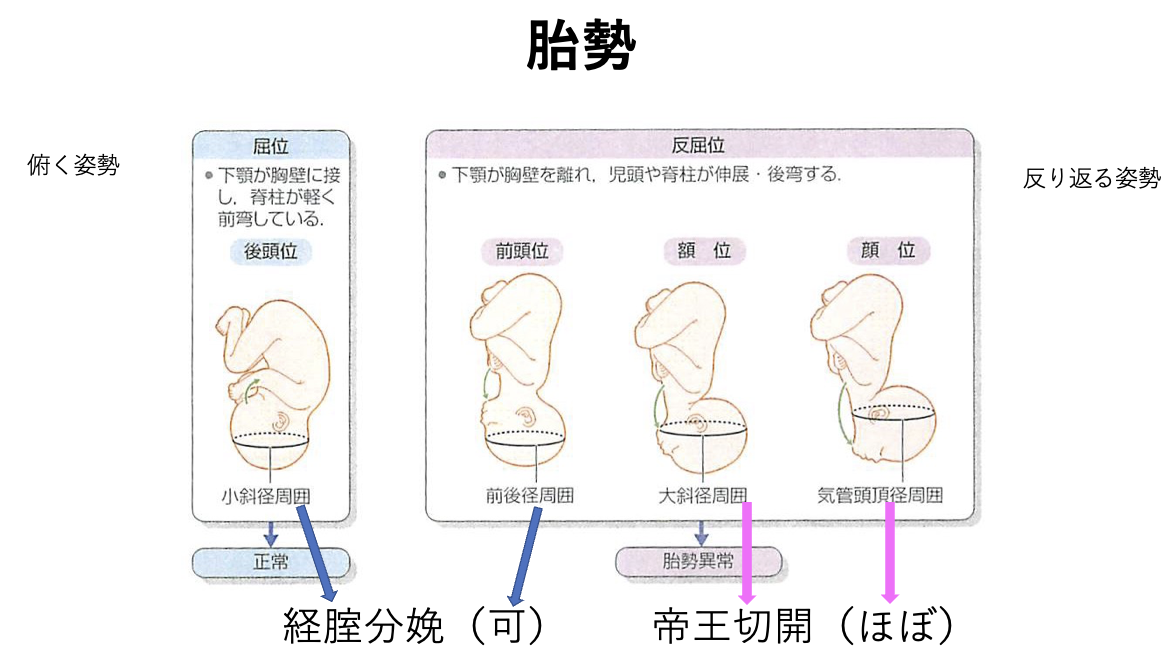 胎勢
俯く姿勢
屈位
● 下顎が胸壁に接
し，脊柱が軽く
前弯している．
後頭位
小斜径周囲
正常
反屈位
● 下顎が胸壁を離れ，児頭や脊柱が伸展・後弯する．
前頭位
額　位
顔　位
前後径周囲
大斜径周囲
気管頭頂径周囲
胎勢異常
反り返る姿勢
経腟分娩（可）
帝王切開（ほぼ）